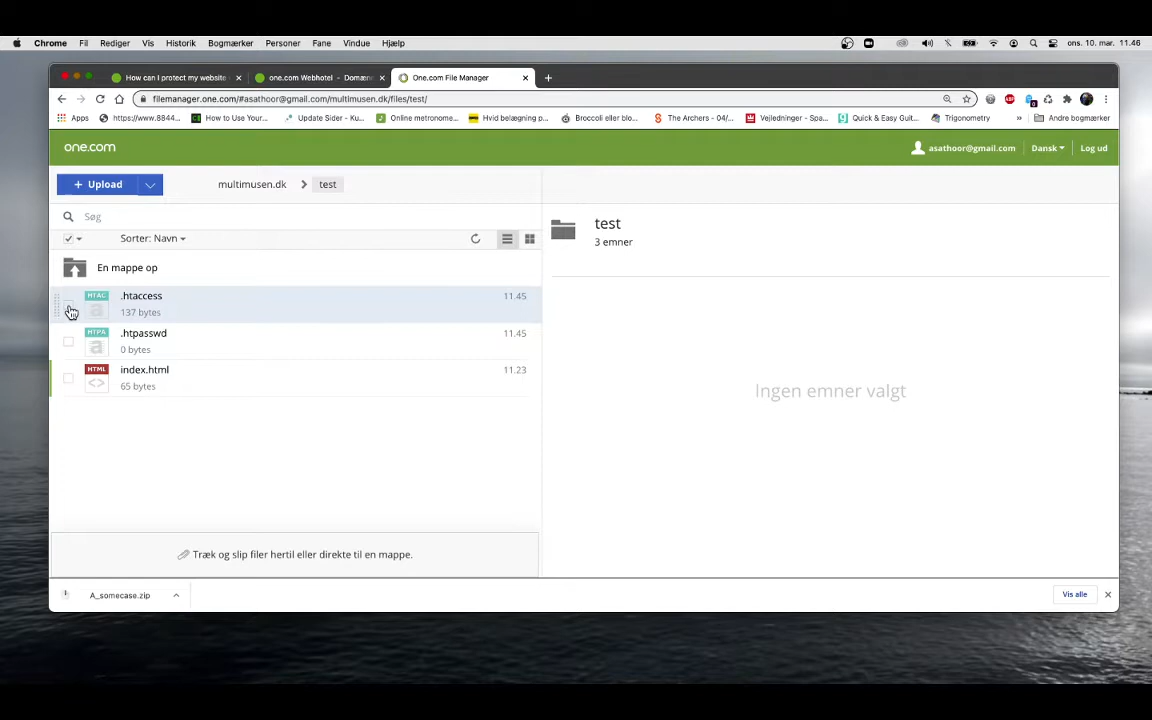 Chrome Fil Rediger Vis Historik Bogmærker Personer Fane Vindue Hjælp ons. 10. mar. 11.46
How can I protect my website one.com Webhotel - Domæne One.com File Manager
filemanager.one.com/#asathoor@gmail.com/multimusen.dk/files/test/
Apps https://www.8844... How to Use Your... Update Sider - Ku... Online metronome... Hvid belægning p... Broccoli eller blo... The Archers - 04/... Vejledninger - Spa... Quick & Easy Guit... Trigonometry » Andre bogmærker
one.com asathoor@gmail.com Dansk Log ud
+ Upload multimusen.dk test
Søg
test
3 emner
Sorter: Navn
En mappe op
HTAC .htaccess 11.45
a 137 bytes
HTPA .htpasswd 11.45
a 0 bytes
HTML index.html 11.23
<> 65 bytes
Ingen emner valgt
Træk og slip filer hertil eller direkte til en mappe.
A_somecase.zip Vis alle